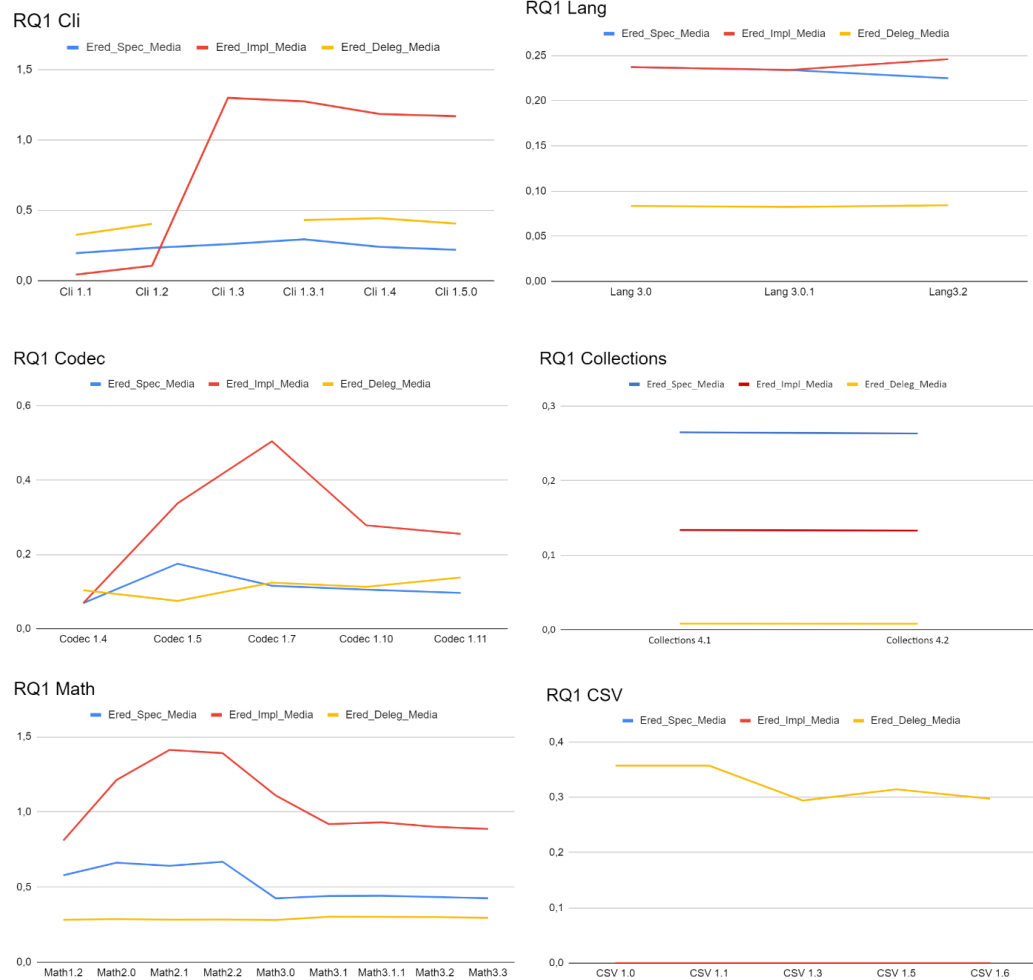 RQ1 Cli
Ered_Spec_Media Ered_Impl_Media Ered_Deleg_Media
1,5
1,0
0,5
0,0
Cli 1.1 Cli 1.2 Cli 1.3 Cli 1.3.1 Cli 1.4 Cli 1.5.0
RQ1 Lang
Ered_Spec_Media Ered_Impl_Media Ered_Deleg_Media
0,25
0,20
0,15
0,10
0,05
0,00
Lang 3.0 Lang 3.0.1 Lang3.2
RQ1 Codec
Ered_Spec_Media Ered_Impl_Media Ered_Deleg_Media
0,6
0,4
0,2
0,0
Codec 1.4 Codec 1.5 Codec 1.7 Codec 1.10 Codec 1.11
RQ1 Collections
Ered_Spec_Media Ered_Impl_Media Ered_Deleg_Media
0,3
0,2
0,1
0,0
Collections 4.1 Collections 4.2
RQ1 Math
Ered_Spec_Media Ered_Impl_Media Ered_Deleg_Media
1,5
1,0
0,5
0,0
Math1.2 Math2.0 Math2.1 Math2.2 Math3.0 Math3.1 Math3.1.1 Math3.2 Math3.3
RQ1 CSV
Ered_Spec_Media Ered_Impl_Media Ered_Deleg_Media
0,4
0,3
0,2
0,1
0,0
CSV 1.0 CSV 1.1 CSV 1.3 CSV 1.5 CSV 1.6